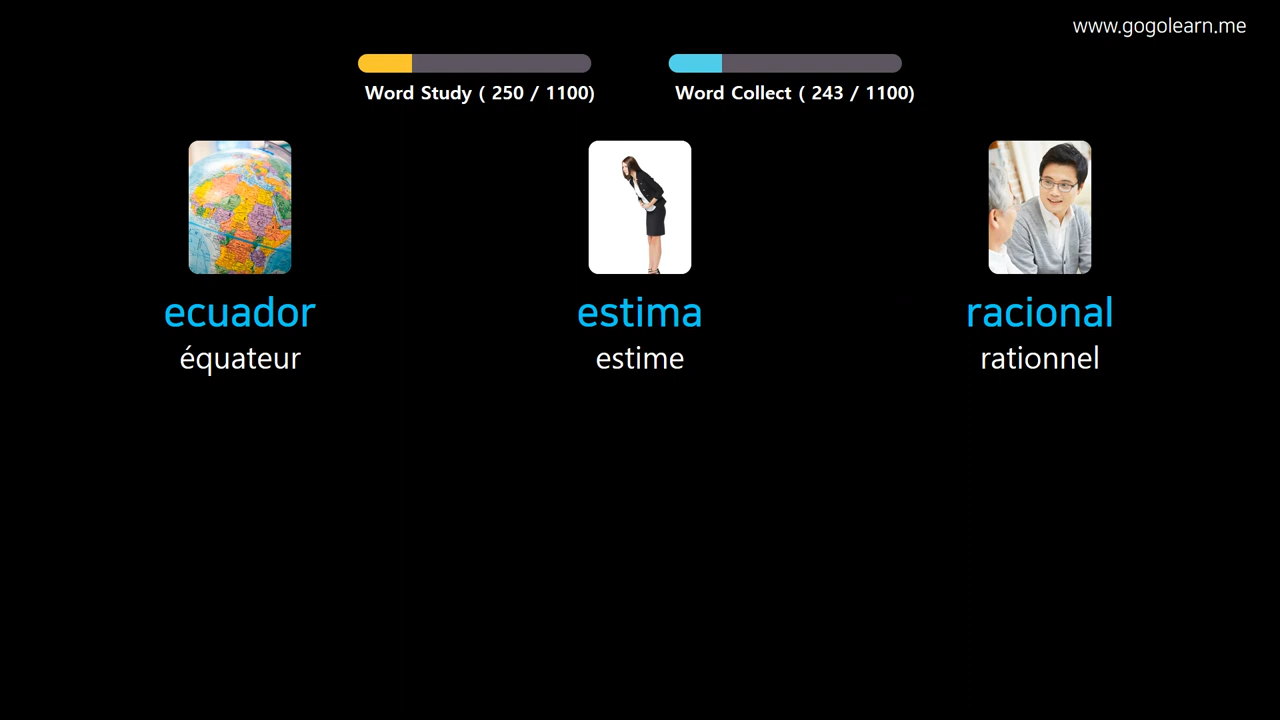 www.gogolearn.me
Word Study ( 250 / 1100)
Word Collect ( 243 / 1100)
ecuador
équateur
estima
estime
racional
rationnel